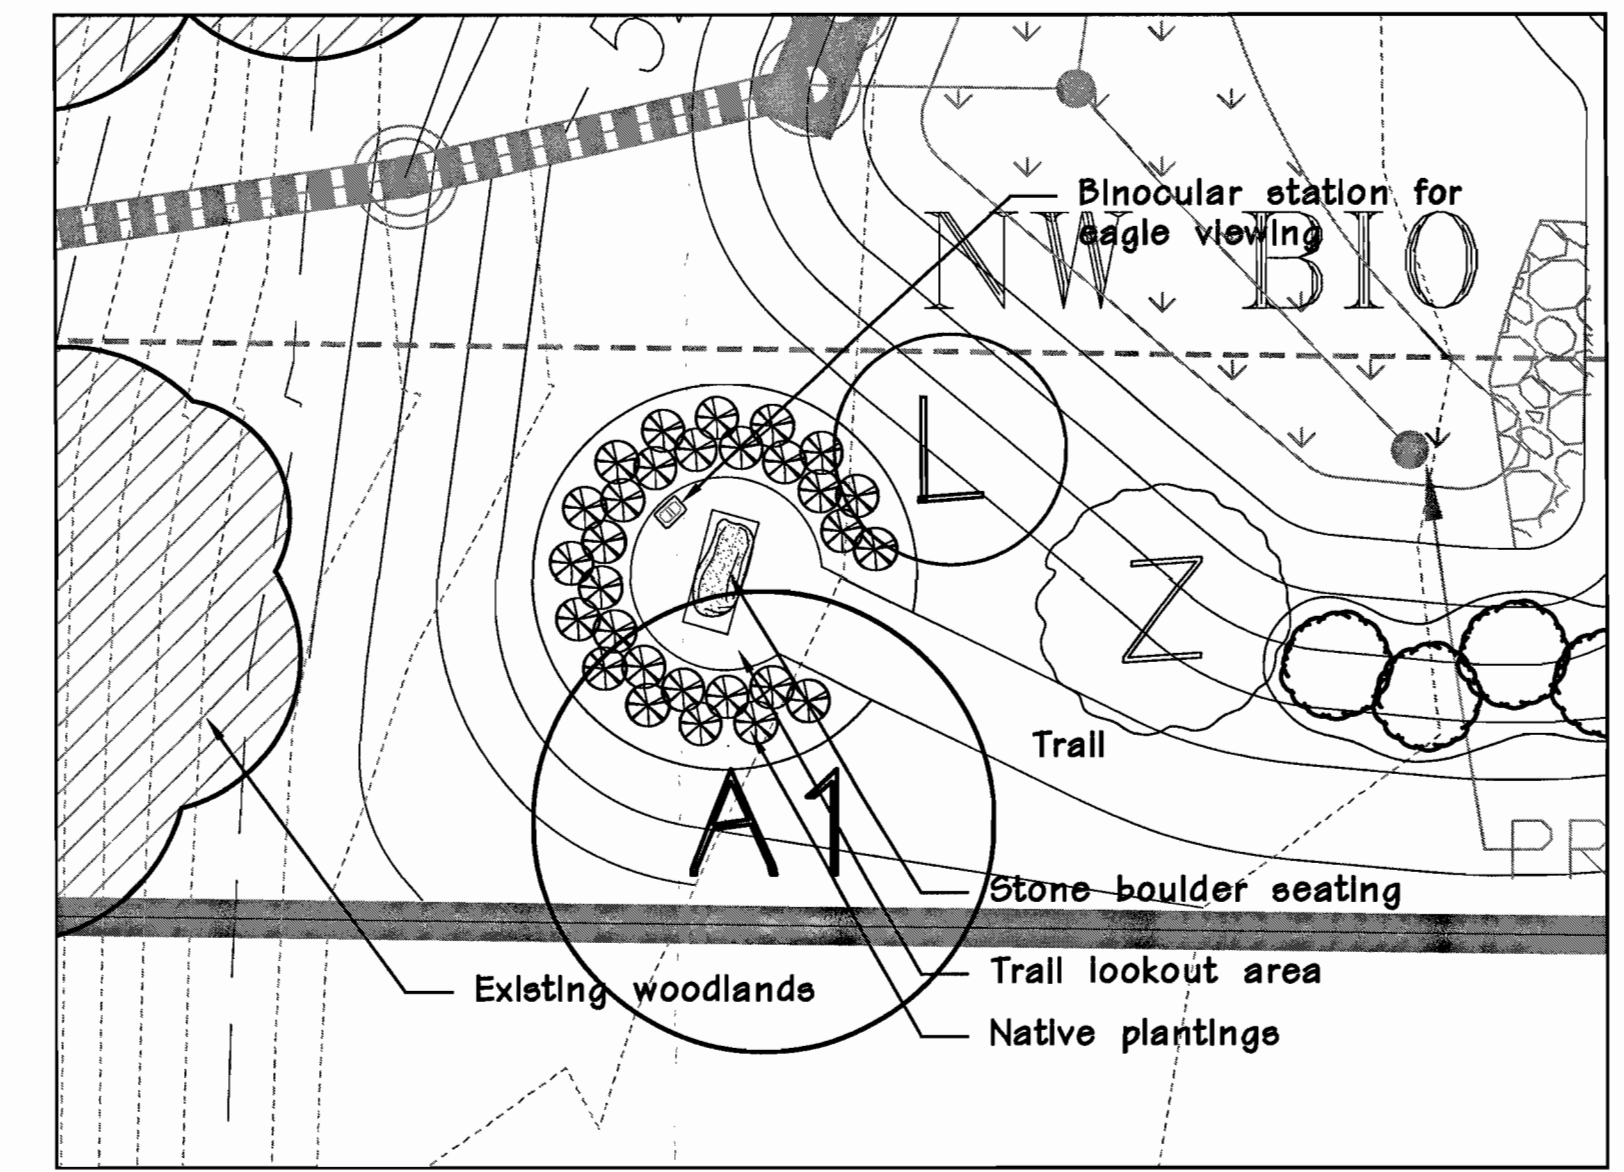 5
Binocular station for
eagle viewing
NW BIO
L
Z
Trail
PR
A1
Stone boulder seating
Trail lookout area
Existing woodlands
Native plantings